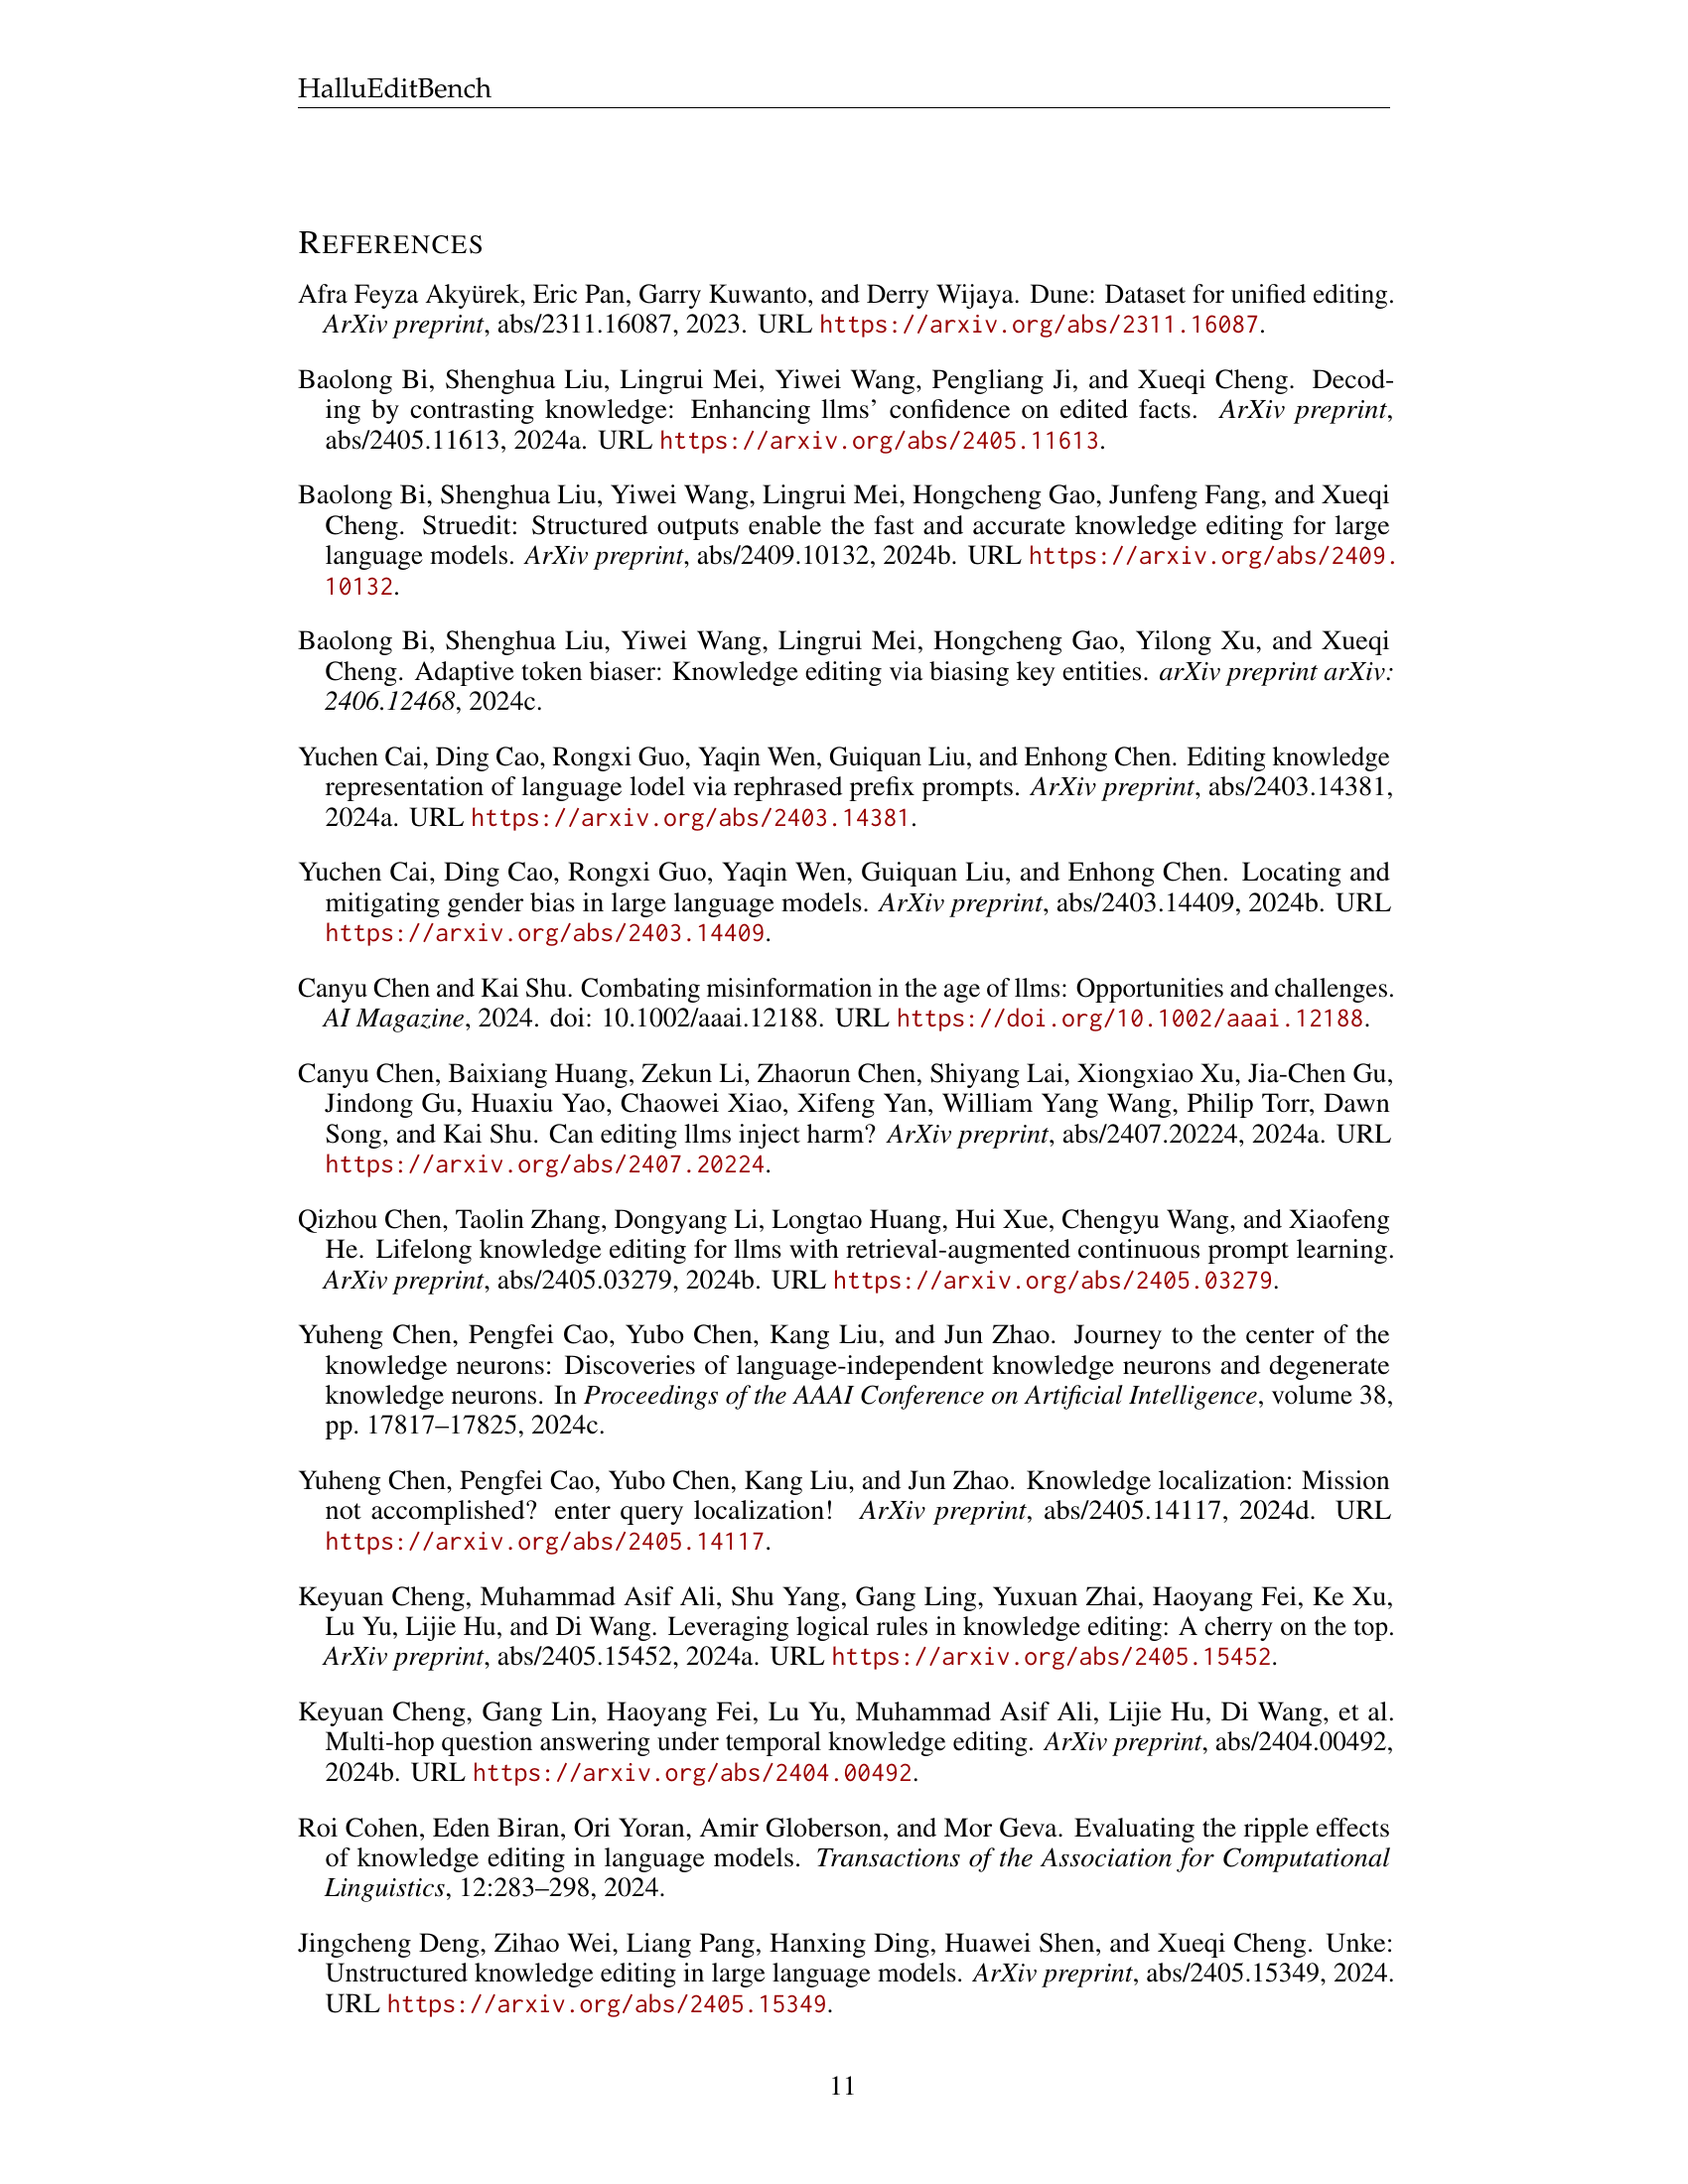 HalluEditBench
REFERENCES
Afra Feyza Akyürek, Eric Pan, Garry Kuwanto, and Derry Wijaya. Dune: Dataset for unified editing.
ArXiv preprint, abs/2311.16087, 2023. URL https://arxiv.org/abs/2311.16087.
Baolong Bi, Shenghua Liu, Lingrui Mei, Yiwei Wang, Pengliang Ji, and Xueqi Cheng. Decod-
ing by contrasting knowledge: Enhancing llms’ confidence on edited facts. ArXiv preprint,
abs/2405.11613, 2024a. URL https://arxiv.org/abs/2405.11613.
Baolong Bi, Shenghua Liu, Yiwei Wang, Lingrui Mei, Hongcheng Gao, Junfeng Fang, and Xueqi
Cheng. Struedit: Structured outputs enable the fast and accurate knowledge editing for large
language models. ArXiv preprint, abs/2409.10132, 2024b. URL https://arxiv.org/abs/2409.
10132.
Baolong Bi, Shenghua Liu, Yiwei Wang, Lingrui Mei, Hongcheng Gao, Yilong Xu, and Xueqi
Cheng. Adaptive token biaser: Knowledge editing via biasing key entities. arXiv preprint arXiv:
2406.12468, 2024c.
Yuchen Cai, Ding Cao, Rongxi Guo, Yaqin Wen, Guiquan Liu, and Enhong Chen. Editing knowledge
representation of language lodel via rephrased prefix prompts. ArXiv preprint, abs/2403.14381,
2024a. URL https://arxiv.org/abs/2403.14381.
Yuchen Cai, Ding Cao, Rongxi Guo, Yaqin Wen, Guiquan Liu, and Enhong Chen. Locating and
mitigating gender bias in large language models. ArXiv preprint, abs/2403.14409, 2024b. URL
https://arxiv.org/abs/2403.14409.
Canyu Chen and Kai Shu. Combating misinformation in the age of llms: Opportunities and challenges.
AI Magazine, 2024. doi: 10.1002/aaai.12188. URL https://doi.org/10.1002/aaai.12188.
Canyu Chen, Baixiang Huang, Zekun Li, Zhaorun Chen, Shiyang Lai, Xiongxiao Xu, Jia-Chen Gu,
Jindong Gu, Huaxiu Yao, Chaowei Xiao, Xifeng Yan, William Yang Wang, Philip Torr, Dawn
Song, and Kai Shu. Can editing llms inject harm? ArXiv preprint, abs/2407.20224, 2024a. URL
https://arxiv.org/abs/2407.20224.
Qizhou Chen, Taolin Zhang, Dongyang Li, Longtao Huang, Hui Xue, Chengyu Wang, and Xiaofeng
He. Lifelong knowledge editing for llms with retrieval-augmented continuous prompt learning.
ArXiv preprint, abs/2405.03279, 2024b. URL https://arxiv.org/abs/2405.03279.
Yuheng Chen, Pengfei Cao, Yubo Chen, Kang Liu, and Jun Zhao. Journey to the center of the
knowledge neurons: Discoveries of language-independent knowledge neurons and degenerate
knowledge neurons. In Proceedings of the AAAI Conference on Artificial Intelligence, volume 38,
pp. 17817–17825, 2024c.
Yuheng Chen, Pengfei Cao, Yubo Chen, Kang Liu, and Jun Zhao. Knowledge localization: Mission
not accomplished? enter query localization! ArXiv preprint, abs/2405.14117, 2024d. URL
https://arxiv.org/abs/2405.14117.
Keyuan Cheng, Muhammad Asif Ali, Shu Yang, Gang Ling, Yuxuan Zhai, Haoyang Fei, Ke Xu,
Lu Yu, Lijie Hu, and Di Wang. Leveraging logical rules in knowledge editing: A cherry on the top.
ArXiv preprint, abs/2405.15452, 2024a. URL https://arxiv.org/abs/2405.15452.
Keyuan Cheng, Gang Lin, Haoyang Fei, Lu Yu, Muhammad Asif Ali, Lijie Hu, Di Wang, et al.
Multi-hop question answering under temporal knowledge editing. ArXiv preprint, abs/2404.00492,
2024b. URL https://arxiv.org/abs/2404.00492.
Roi Cohen, Eden Biran, Ori Yoran, Amir Globerson, and Mor Geva. Evaluating the ripple effects
of knowledge editing in language models. Transactions of the Association for Computational
Linguistics, 12:283–298, 2024.
Jingcheng Deng, Zihao Wei, Liang Pang, Hanxing Ding, Huawei Shen, and Xueqi Cheng. Unke:
Unstructured knowledge editing in large language models. ArXiv preprint, abs/2405.15349, 2024.
URL https://arxiv.org/abs/2405.15349.
11